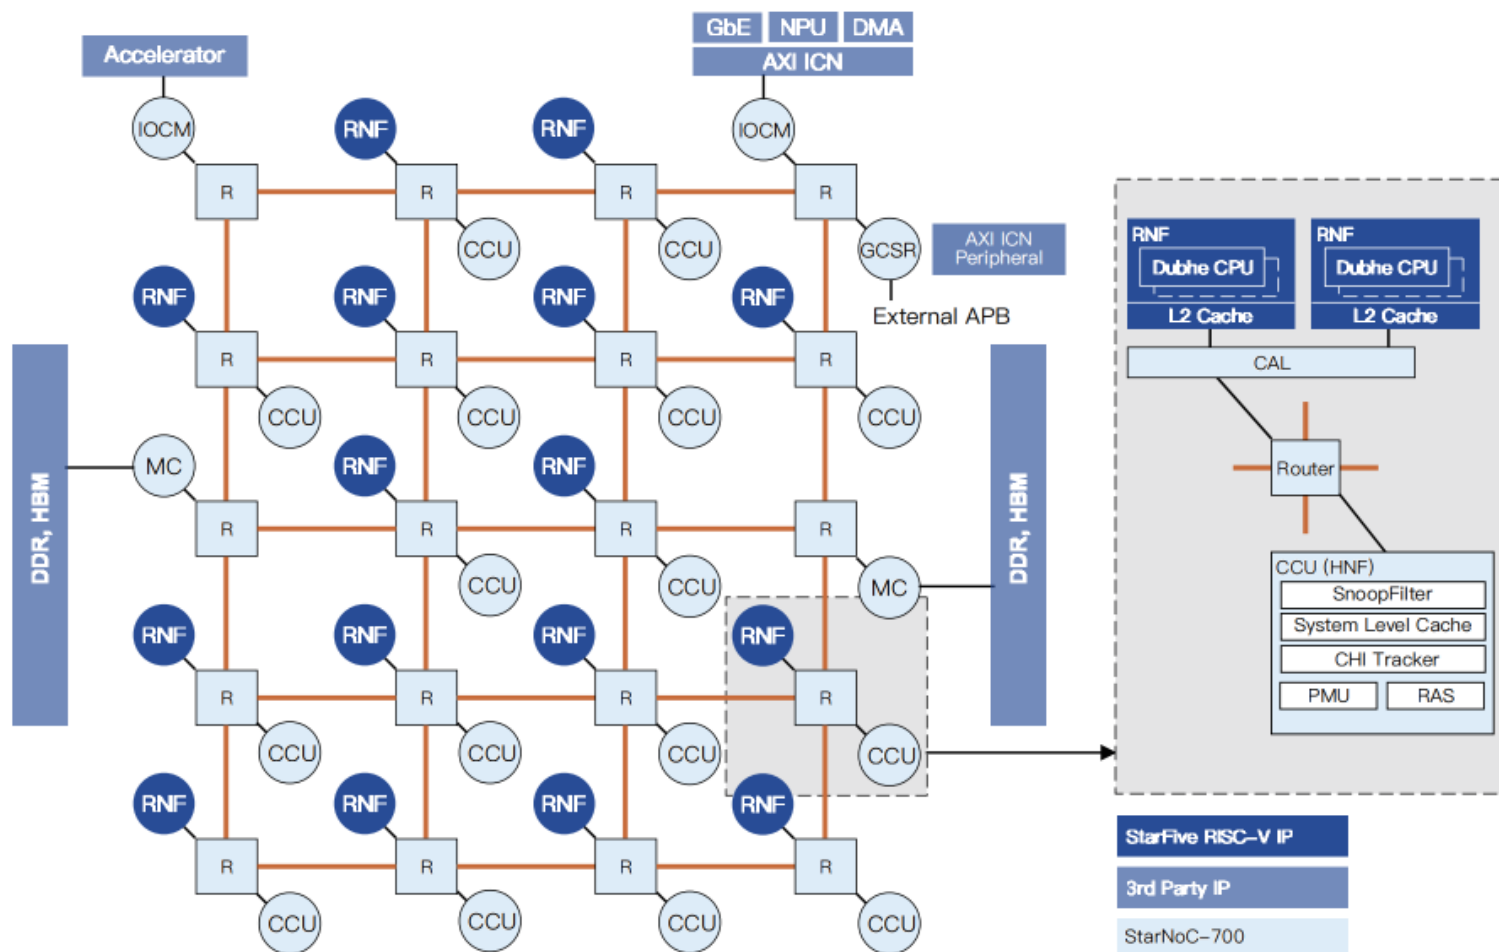 GbE NPU DMA
Accelerator
AXI ICN
IOCM RNF RNF IOCM
R R R R
CCU CCU GCSR
AXI ICN
Peripheral
External APB
RNF RNF RNF RNF
R R R R
CCU CCU CCU CCU
DDR, HBM
MC RNF RNF
R R R R
CCU CCU MC
DDR, HBM
RNF RNF RNF RNF
R R R R
CCU CCU CCU CCU
RNF RNF RNF RNF
R R R R
CCU CCU CCU CCU
RNF RNF
Dubhe CPU Dubhe CPU
L2 Cache L2 Cache
CAL
Router
CCU (HNF)
SnoopFilter
System Level Cache
CHI Tracker
PMU RAS
StarFive RISC-V IP
3rd Party IP
StarNoC-700